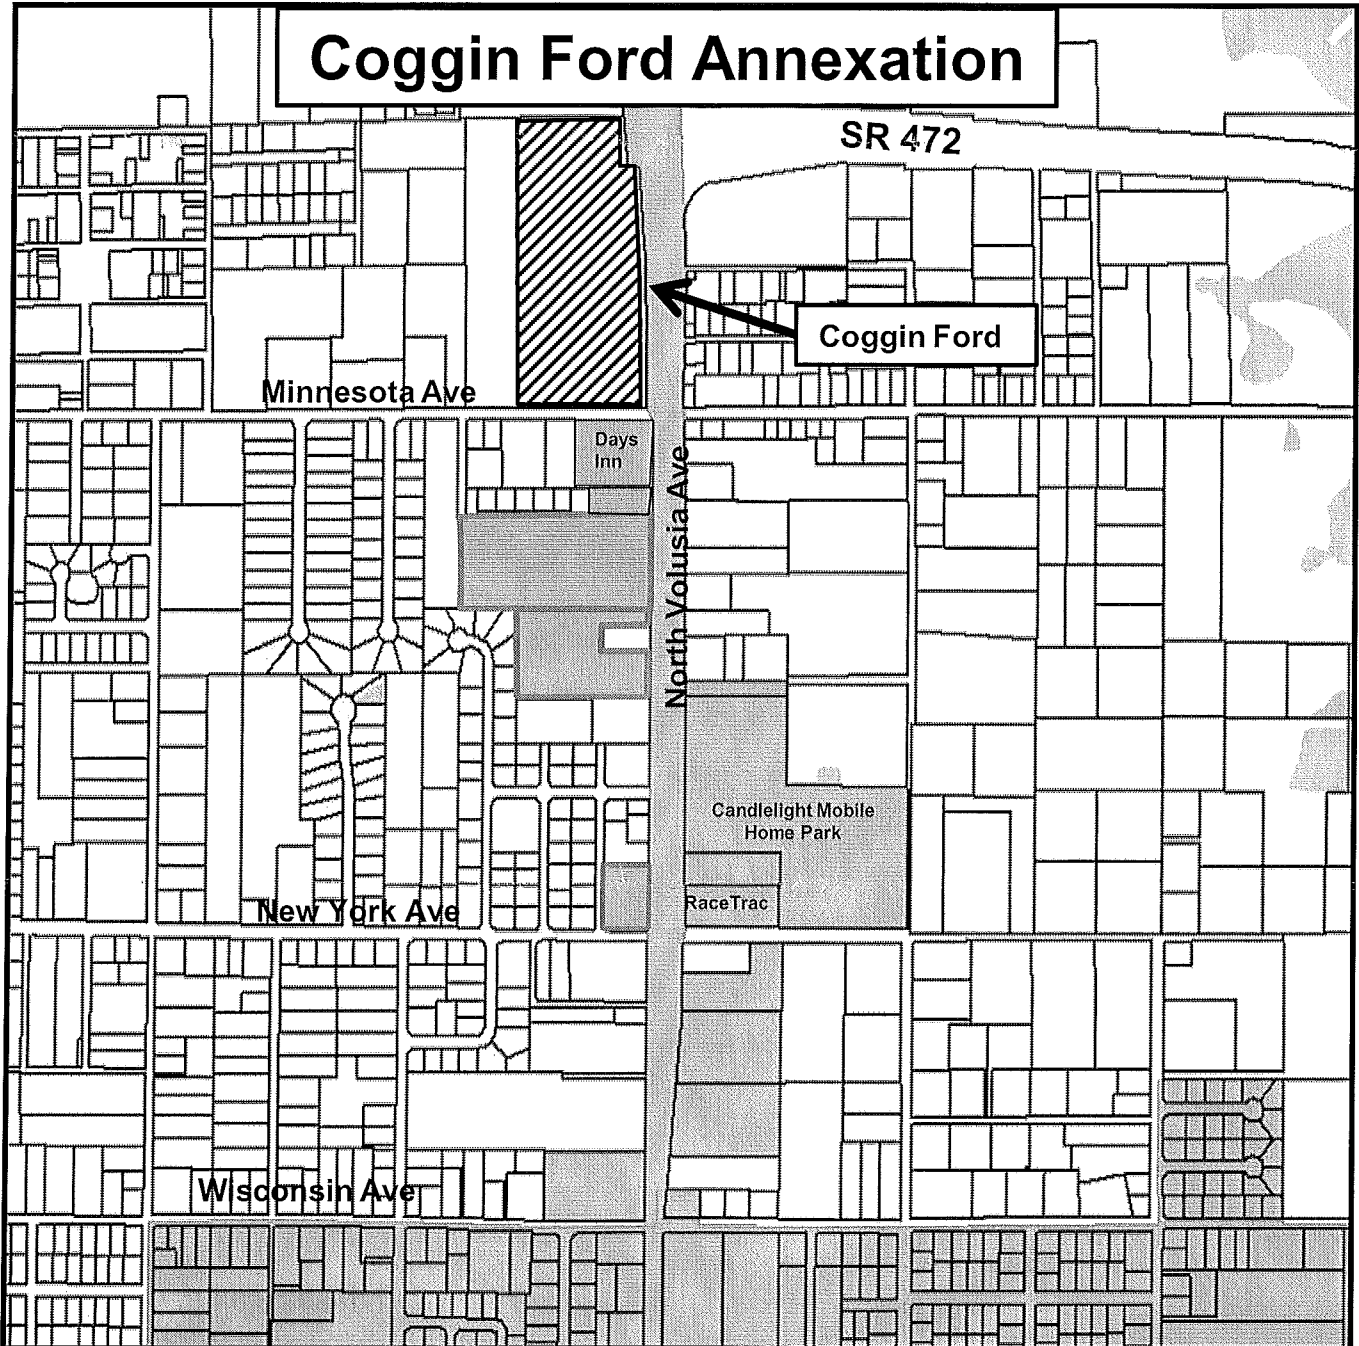 Coggin Ford Annexation
SR 472
Coggin Ford
Minnesota Ave
Days
Inn
North Volusia Ave
Candlelight Mobile
Home Park
RaceTrac
New York Ave
Wisconsin Ave